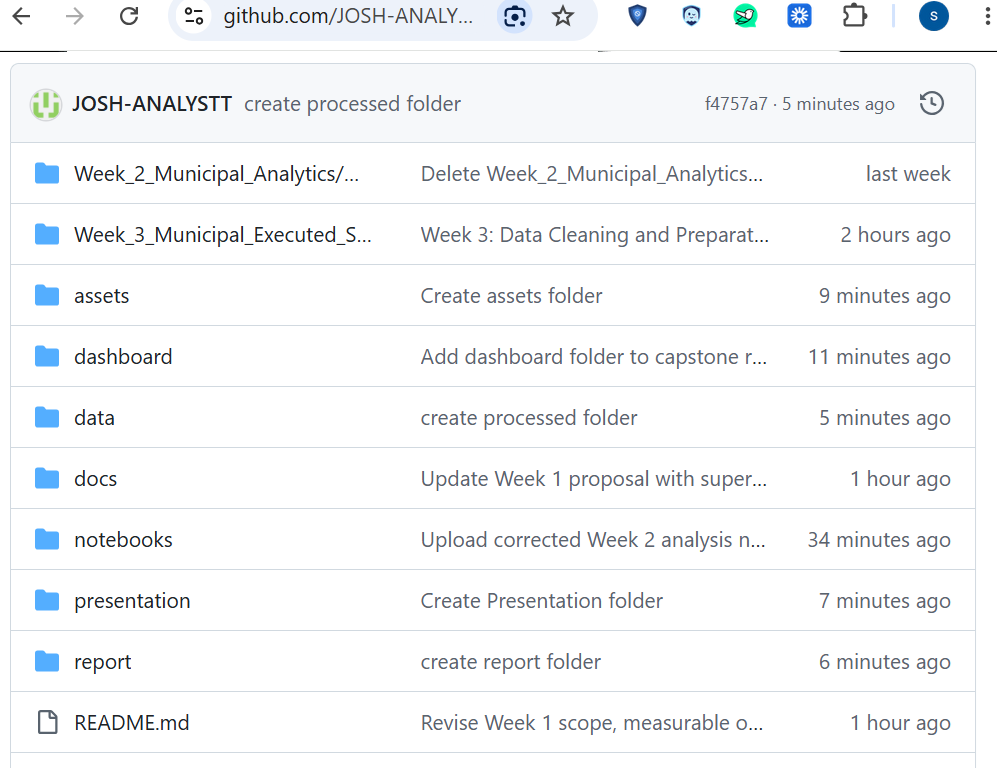 github.com/JOSH-ANALY...
S
JOSH-ANALYSTT create processed folder f4757a7 · 5 minutes ago
Week_2_Municipal_Analytics/... Delete Week_2_Municipal_Analytics... last week
Week_3_Municipal_Executed_S... Week 3: Data Cleaning and Preparat... 2 hours ago
assets Create assets folder 9 minutes ago
dashboard Add dashboard folder to capstone r... 11 minutes ago
data create processed folder 5 minutes ago
docs Update Week 1 proposal with super... 1 hour ago
notebooks Upload corrected Week 2 analysis n... 34 minutes ago
presentation Create Presentation folder 7 minutes ago
report create report folder 6 minutes ago
README.md Revise Week 1 scope, measurable o... 1 hour ago